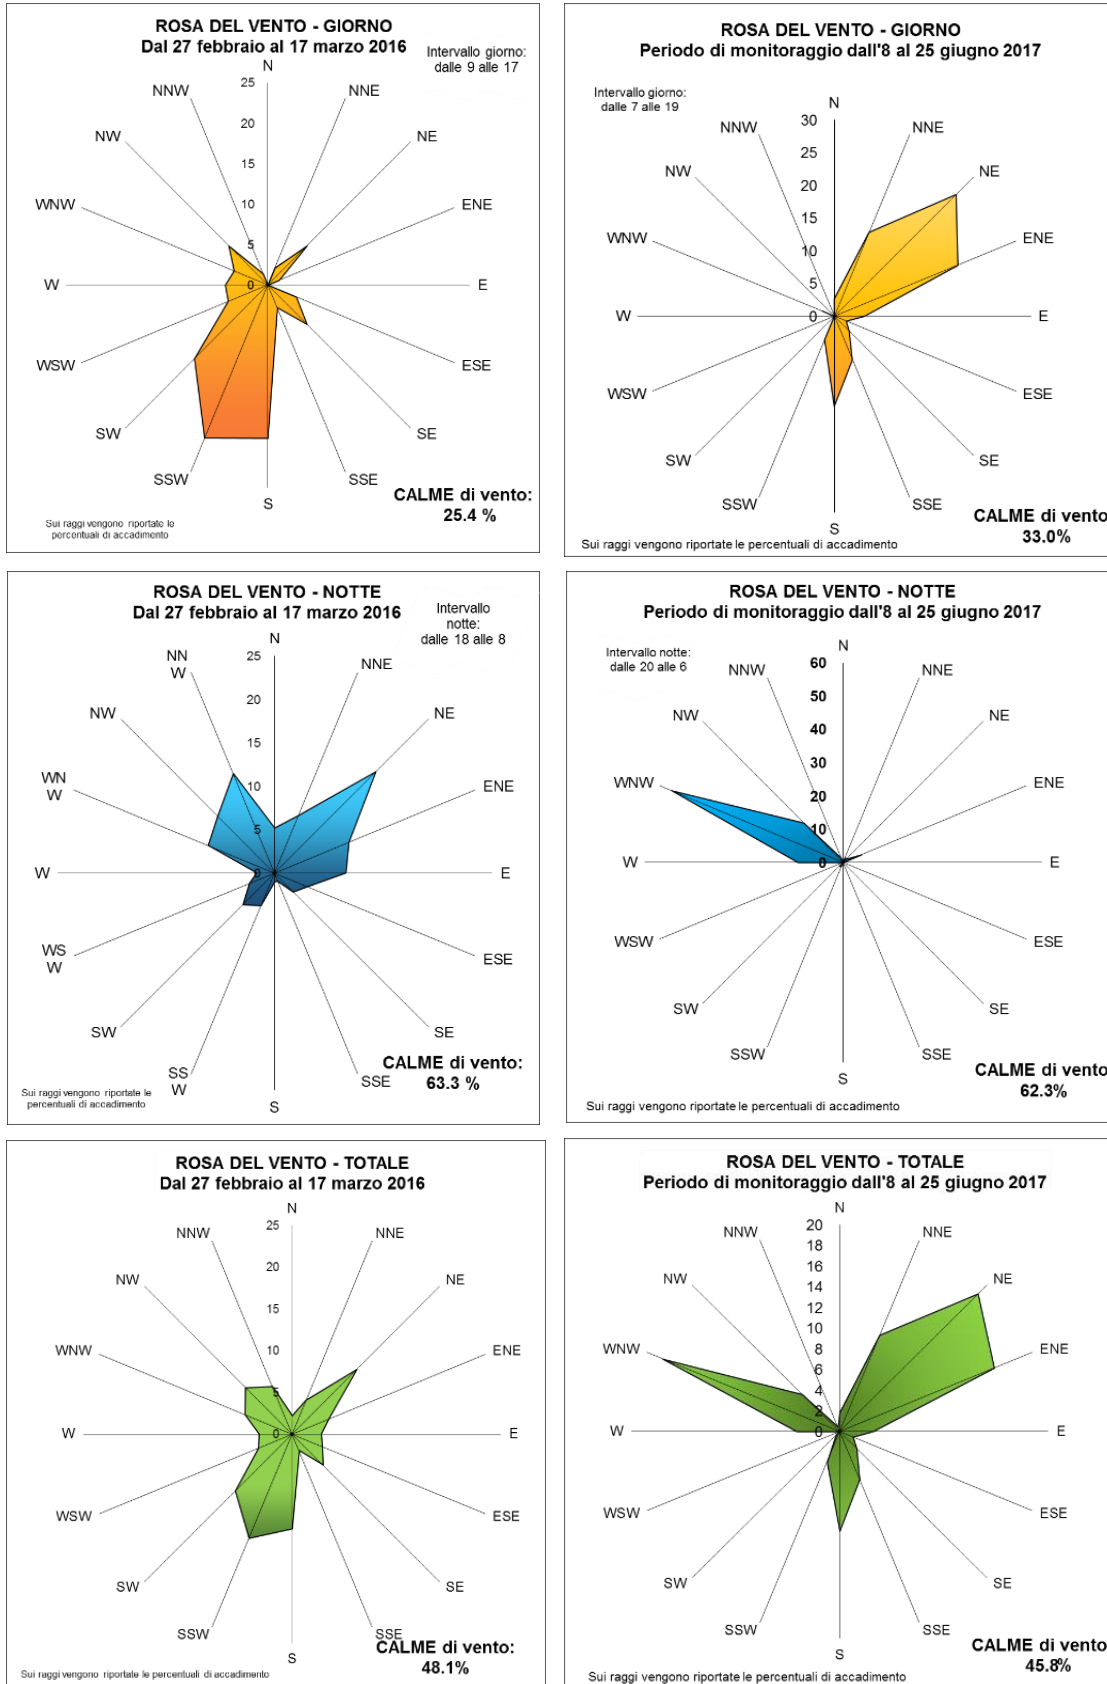 ROSA DEL VENTO - GIORNO
Dal 27 febbraio al 17 marzo 2016
Intervallo giorno:
dalle 9 alle 17
N
NNE
NE
ENE
E
ESE
SE
SSE
S
SSW
SW
WSW
W
WNW
NW
NNW
25
20
15
10
5
0
CALME di vento:
25.4 %
Sui raggi vengono riportate le
percentuali di accadimento
ROSA DEL VENTO - GIORNO
Periodo di monitoraggio dall'8 al 25 giugno 2017
Intervallo giorno:
dalle 7 alle 19
N
NNE
NE
ENE
E
ESE
SE
SSE
S
SSW
SW
WSW
W
WNW
NW
NNW
30
25
20
15
10
5
0
CALME di vento
33.0%
Sui raggi vengono riportate le percentuali di accadimento
ROSA DEL VENTO - NOTTE
Dal 27 febbraio al 17 marzo 2016
Intervallo
notte:
dalle 18 alle 8
N
NNE
NE
ENE
E
ESE
SE
SSE
S
SS
W
SW
WS
W
W
WN
W
NW
NN
W
25
20
15
10
5
0
CALME di vento:
63.3 %
Sui raggi vengono riportate le
percentuali di accadimento
ROSA DEL VENTO - NOTTE
Periodo di monitoraggio dall'8 al 25 giugno 2017
Intervallo notte:
dalle 20 alle 6
N
NNE
NE
ENE
E
ESE
SE
SSE
S
SSW
SW
WSW
W
WNW
NW
NNW
60
50
40
30
20
10
0
CALME di vento
62.3%
Sui raggi vengono riportate le percentuali di accadimento
ROSA DEL VENTO - TOTALE
Dal 27 febbraio al 17 marzo 2016
N
NNE
NE
ENE
E
ESE
SE
SSE
S
SSW
SW
WSW
W
WNW
NW
NNW
25
20
15
10
5
0
CALME di vento:
48.1%
Sui raggi vengono riportate le percentuali di accadimento
ROSA DEL VENTO - TOTALE
Periodo di monitoraggio dall'8 al 25 giugno 2017
N
NNE
NE
ENE
E
ESE
SE
SSE
S
SSW
SW
WSW
W
WNW
NW
NNW
20
18
16
14
12
10
8
6
4
2
0
CALME di vento
45.8%
Sui raggi vengono riportate le percentuali di accadimento